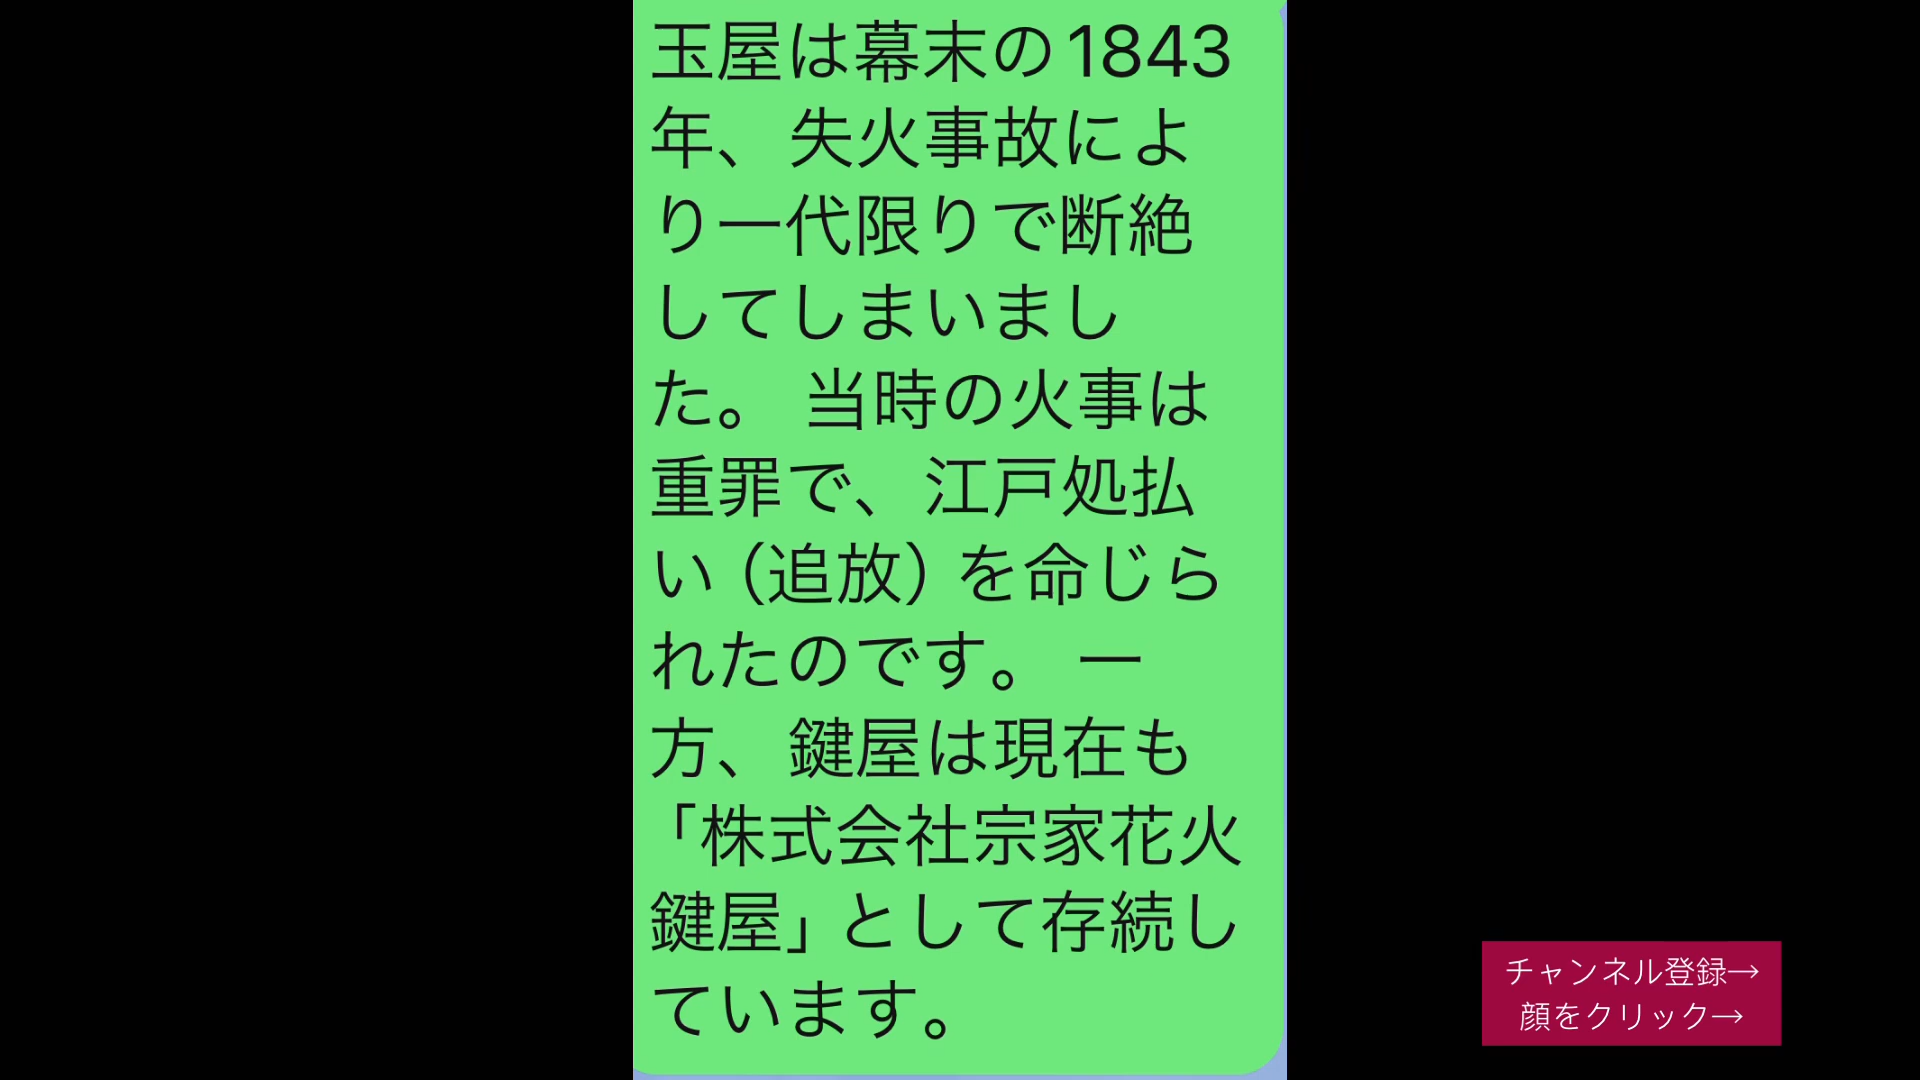 玉屋は幕末の1843
年、 失火事故によ
り一代限りで断絶
してしまいまし
た。 当時の火事は
重罪で、江戸処払
い（追放）を命じら
れたのです。 一
方、 鍵屋は現在も
「株式会社宗家花火
鍵屋」として存続し
ています。
チャンネル登録→
顔をクリック→